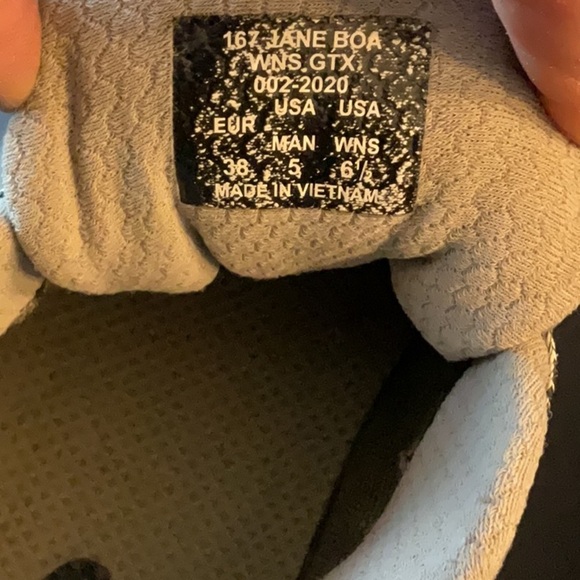 167 JANE BOA
WNS GTX
002-2020
EUR USA USA
MAN WNS
38 5 6½
MADE IN VIETNAM